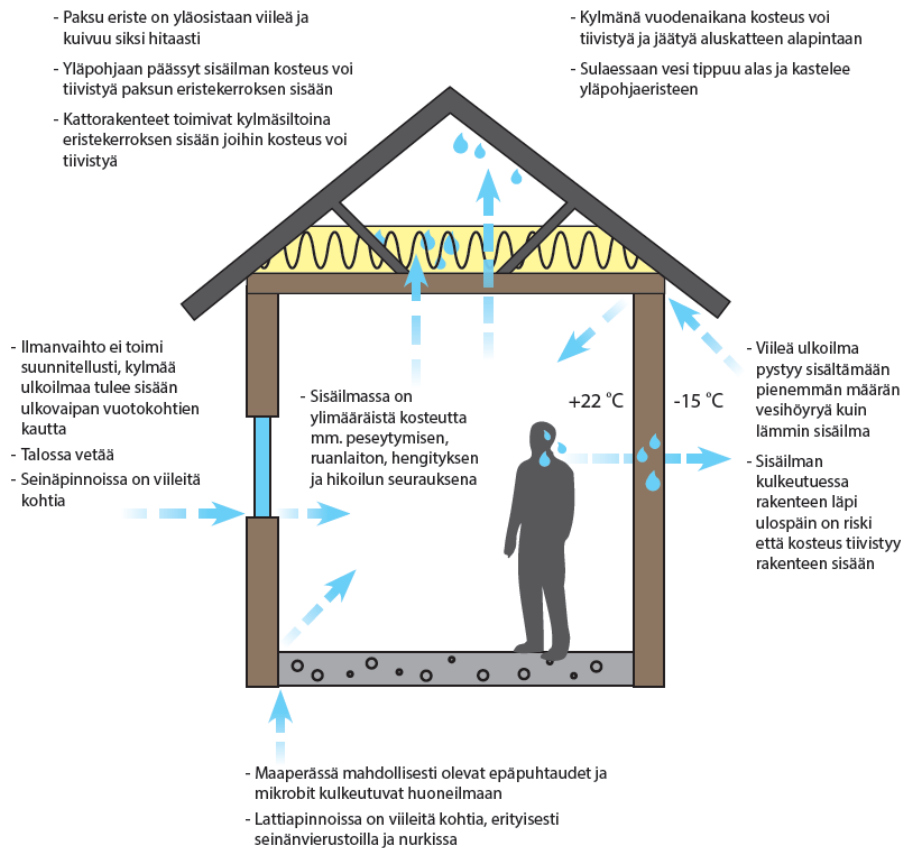 - Paksu eriste on yläosistaan viileä ja
kuivuu siksi hitaasti
- Yläpohjaan päässyt sisäilman kosteus voi
tiivistyä paksun eristekerroksen sisään
- Kattorakenteet toimivat kylmäsiltoina
eristekerroksen sisään joihin kosteus voi
tiivistyä
- Kylmänä vuodenaikana kosteus voi
tiivistyä ja jäätyä aluskatteen alapintaan
- Sulaessaan vesi tippuu alas ja kastelee
yläpohjaeristeen
- Ilmanvaihto ei toimi
suunnitellusti, kylmää
ulkoilmaa tulee sisään
ulkovaipan vuotokohtien
kautta
- Talossa vetää
- Seinäpinnoissa on viileitä
kohtia
- Sisäilmassa on
ylimääräistä kosteutta
mm. peseytymisen,
ruanlaiton, hengityksen
ja hikoilun seurauksena
+22 °C
-15 °C
- Viileä ulkoilma
pystyy sisältämään
pienemmän määrän
vesihöyryä kuin
lämmin sisäilma
- Sisäilman
kulkeutuessa
rakenteen läpi
ulospäin on riski
että kosteus tiivistyy
rakenteen sisään
- Maaperässä mahdollisesti olevat epäpuhtaudet ja
mikrobit kulkeutuvat huoneilmaan
- Lattiapinnoissa on viileitä kohtia, erityisesti
seinänvierustoilla ja nurkissa